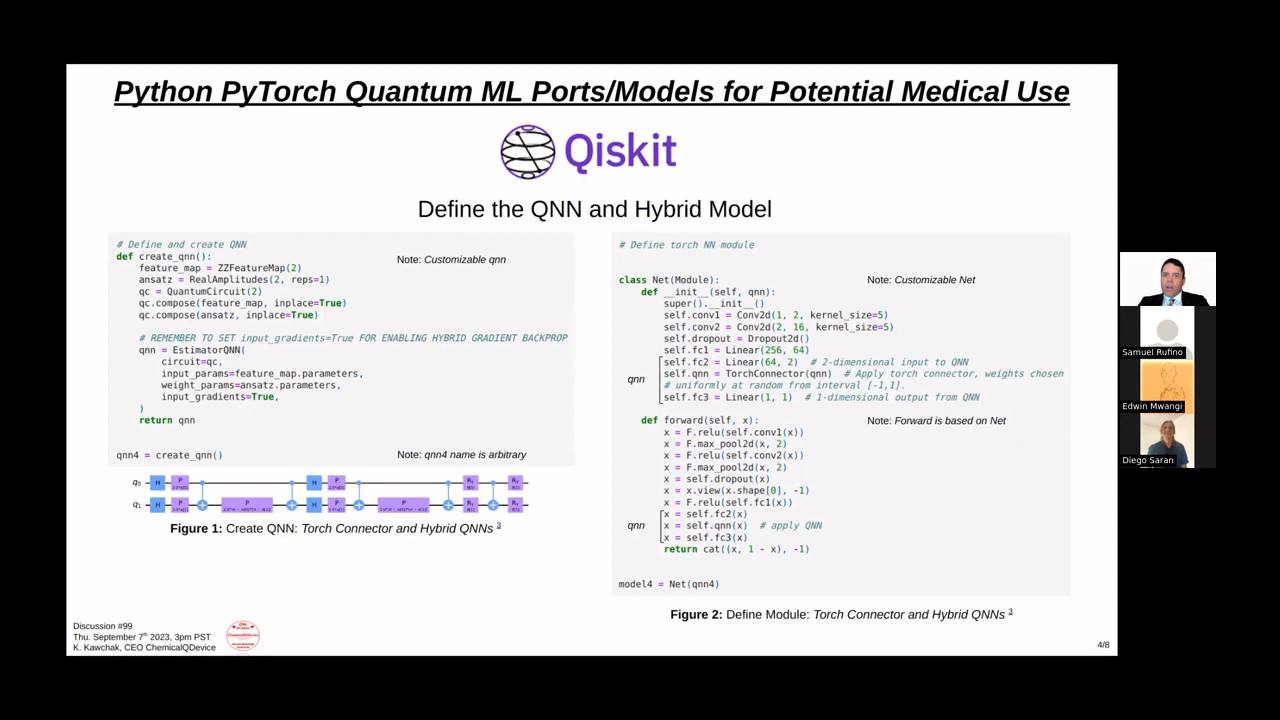 Python PyTorch Quantum ML Ports/Models for Potential Medical Use
Qiskit
Define the QNN and Hybrid Model
# Define and create QNN
def create_qnn():
    feature_map = ZZFeatureMap(2)
    ansatz = RealAmplitudes(2, reps=1)
    qc = QuantumCircuit(2)
    qc.compose(feature_map, inplace=True)
    qc.compose(ansatz, inplace=True)
    # REMEMBER TO SET input_gradients=True FOR ENABLING HYBRID GRADIENT BACKPROP
    qnn = EstimatorQNN(
        circuit=qc,
        input_params=feature_map.parameters,
        weight_params=ansatz.parameters,
        input_gradients=True,
    )
    return qnn
qnn4 = create_qnn()
Note: Customizable qnn
Note: qnn4 name is arbitrary
q0 H P H P RY RY
q1 H P P H P P RY RY
Figure 1: Create QNN: Torch Connector and Hybrid QNNs 3
# Define torch NN module
class Net(Module):
    def __init__(self, qnn):
        super().__init__()
        self.conv1 = Conv2d(1, 2, kernel_size=5)
        self.conv2 = Conv2d(2, 16, kernel_size=5)
        self.dropout = Dropout2d()
        self.fc1 = Linear(256, 64)
        self.fc2 = Linear(64, 2)  # 2-dimensional input to QNN
        self.qnn = TorchConnector(qnn)  # Apply torch connector, weights chosen
        # uniformly at random from interval [-1,1].
        self.fc3 = Linear(1, 1)  # 1-dimensional output from QNN
    def forward(self, x):
        x = F.relu(self.conv1(x))
        x = F.max_pool2d(x, 2)
        x = F.relu(self.conv2(x))
        x = F.max_pool2d(x, 2)
        x = self.dropout(x)
        x = x.view(x.shape[0], -1)
        x = F.relu(self.fc1(x))
        x = self.fc2(x)
        x = self.qnn(x)  # apply QNN
        x = self.fc3(x)
        return cat((x, 1 - x), -1)
model4 = Net(qnn4)
Note: Customizable Net
qnn
Note: Forward is based on Net
qnn
Figure 2: Define Module: Torch Connector and Hybrid QNNs 3
Discussion #99
Thu. September 7th 2023, 3pm PST
K. Kawchak, CEO ChemicalQDevice
ChemicalQDevice
4/8
Samuel Rufino
Edwin Mwangi
Diego Saran